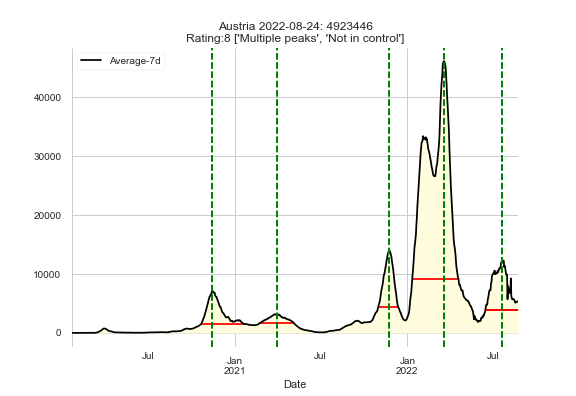 Austria 2022-08-24: 4923446
Rating:8 ['Multiple peaks', 'Not in control']
Average-7d
40000
30000
20000
10000
0
Jul
Jan
2021
Jul
Jan
2022
Jul
Date